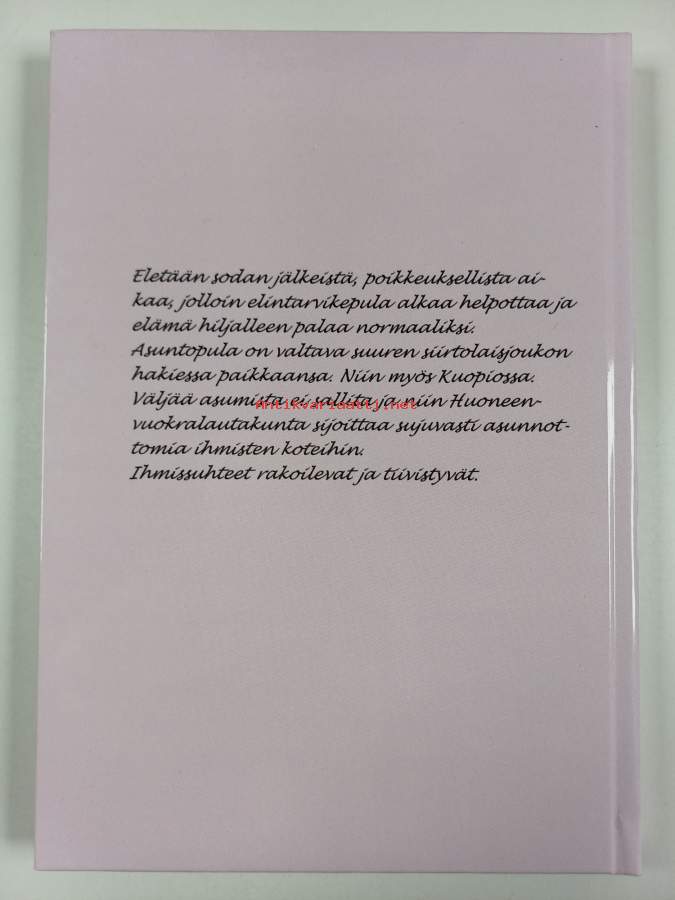 Eletään sodan jälkeistä, poikkeuksellista ai-
kaa, jolloin elintarvikepula alkaa helpottaa ja
elämä hiljalleen palaa normaaliksi.
Asuntopula on valtava suuren siirtolaisjoukon
hakiessa paikkaansa. Niin myös Kuopiossa.
Väljää asumista ei sallita ja niin Huoneen-
Antikvariaatti.net
vuokralautakunta sijoittaa sujuvasti asunnot-
tomia ihmisten koteihin.
Ihmissuhteet rakoilevat ja tiivistyvät.